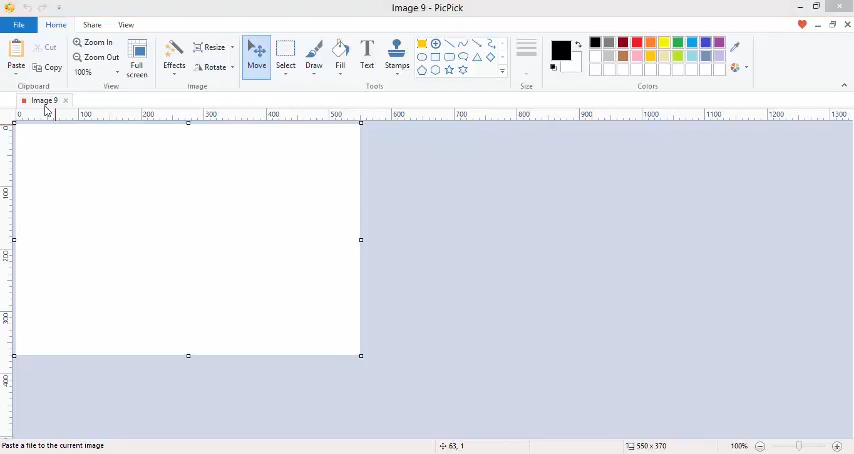 Image 9 - PicPick
File Home Share View
Paste Cut Copy Clipboard
Zoom In Zoom Out 100% Full screen View
Effects Resize Rotate Image
Move Select Draw Fill Text Stamps Tools
Size
Colors
Image 9
0 100 200 300 400 500 600 700 800 900 1000 1100 1200 1300
0
100
200
300
400
Paste a file to the current image 63, 1 550 x 370 100%